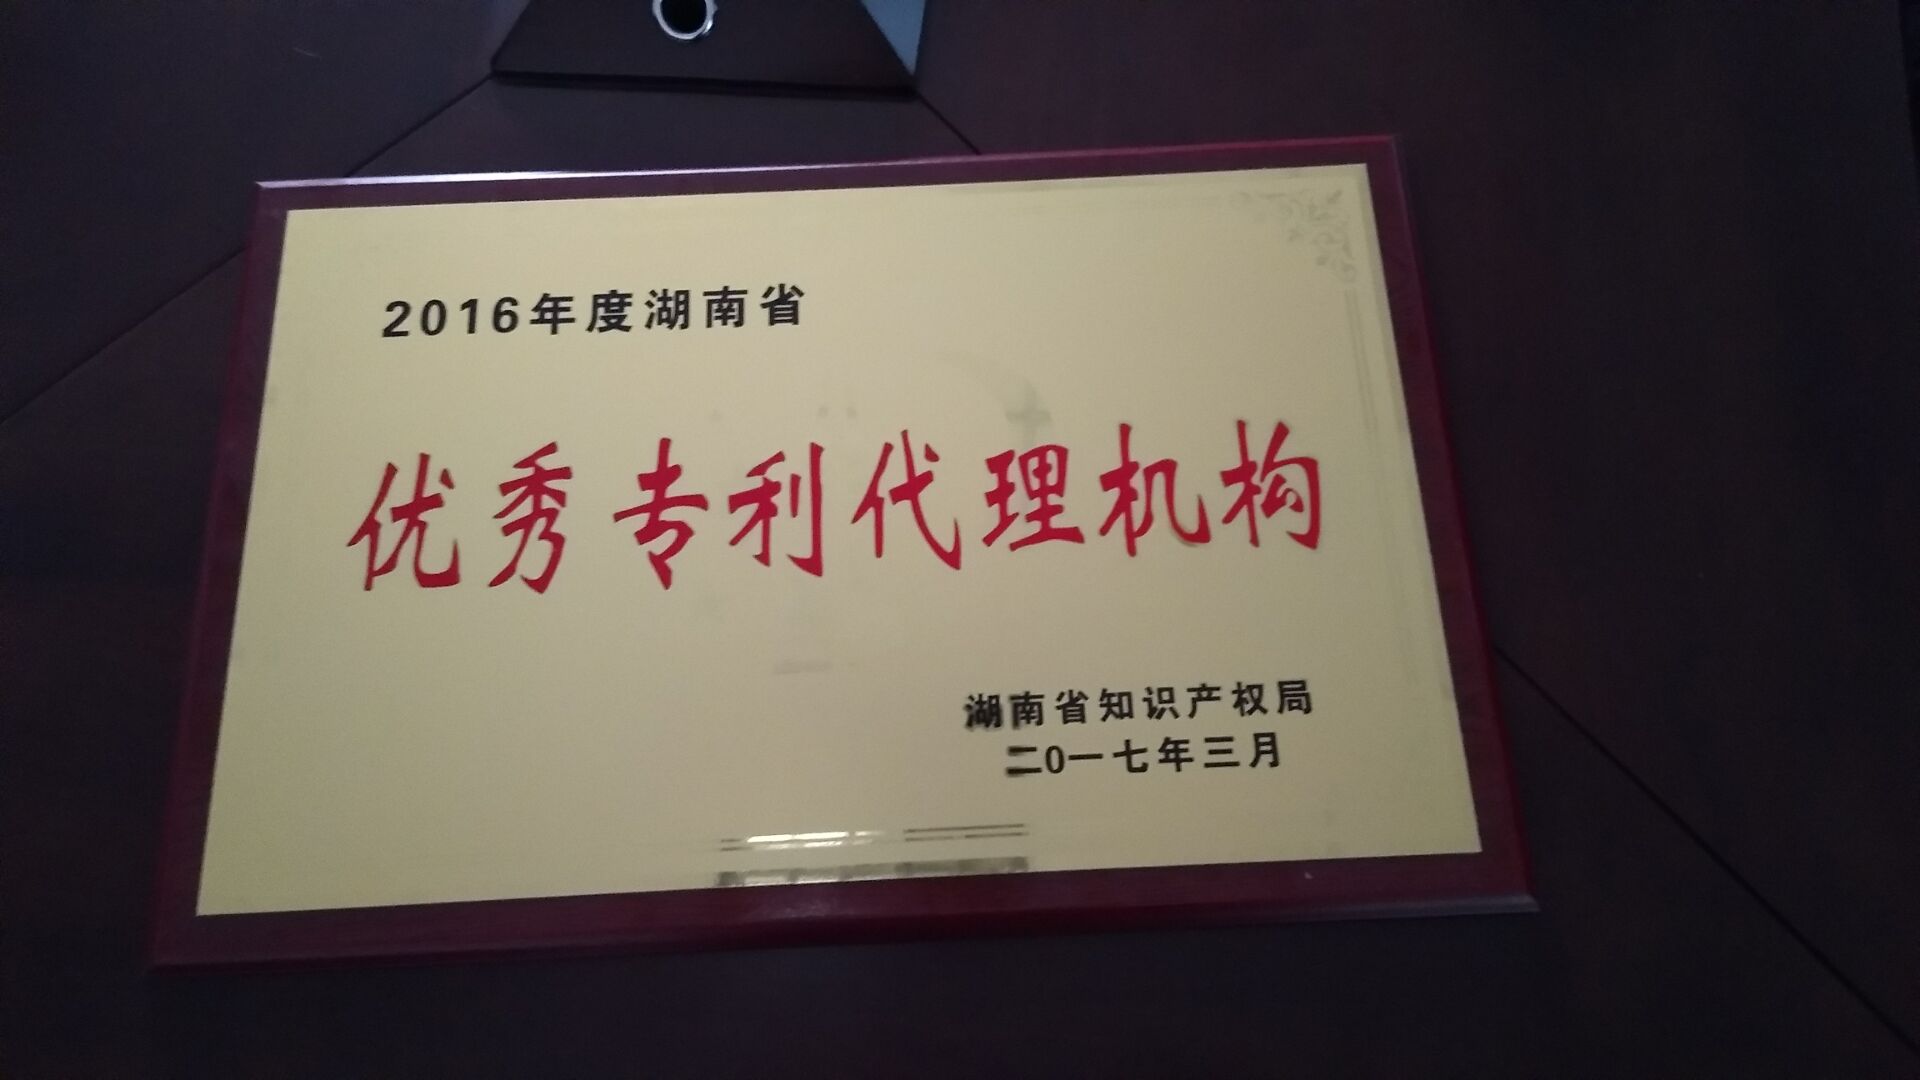 2016年度湖南省
优秀专利代理机构
湖南省知识产权局
二0一七年三月